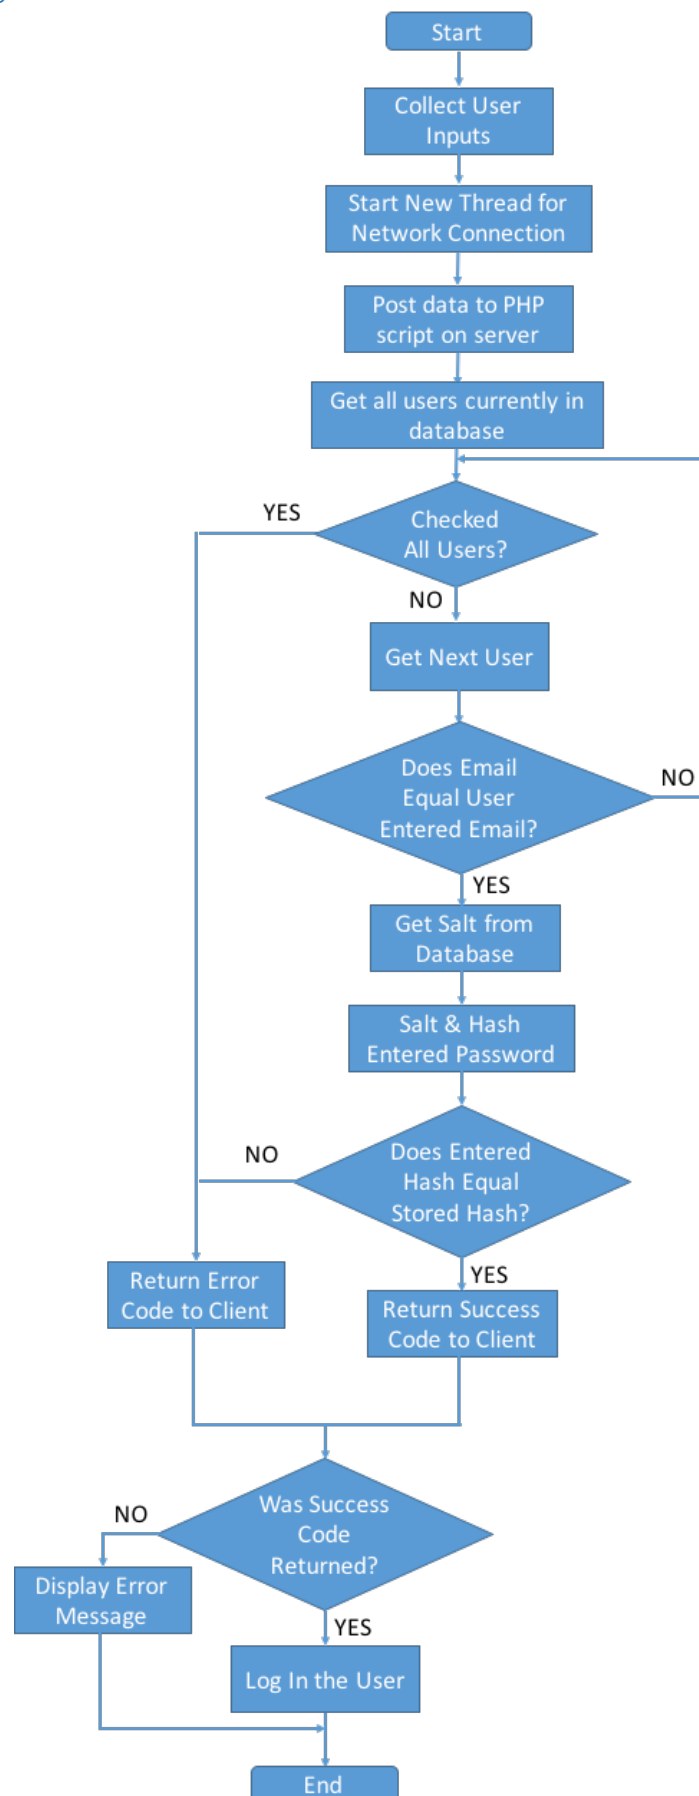 Start
Collect User
Inputs
Start New Thread for
Network Connection
Post data to PHP
script on server
Get all users currently in
database
YES
Checked
All Users?
NO
Get Next User
Does Email
Equal User
Entered Email?
NO
YES
Get Salt from
Database
Salt & Hash
Entered Password
NO
Does Entered
Hash Equal
Stored Hash?
YES
Return Error
Code to Client
Return Success
Code to Client
Was Success
Code
Returned?
NO
Display Error
Message
YES
Log In the User
End